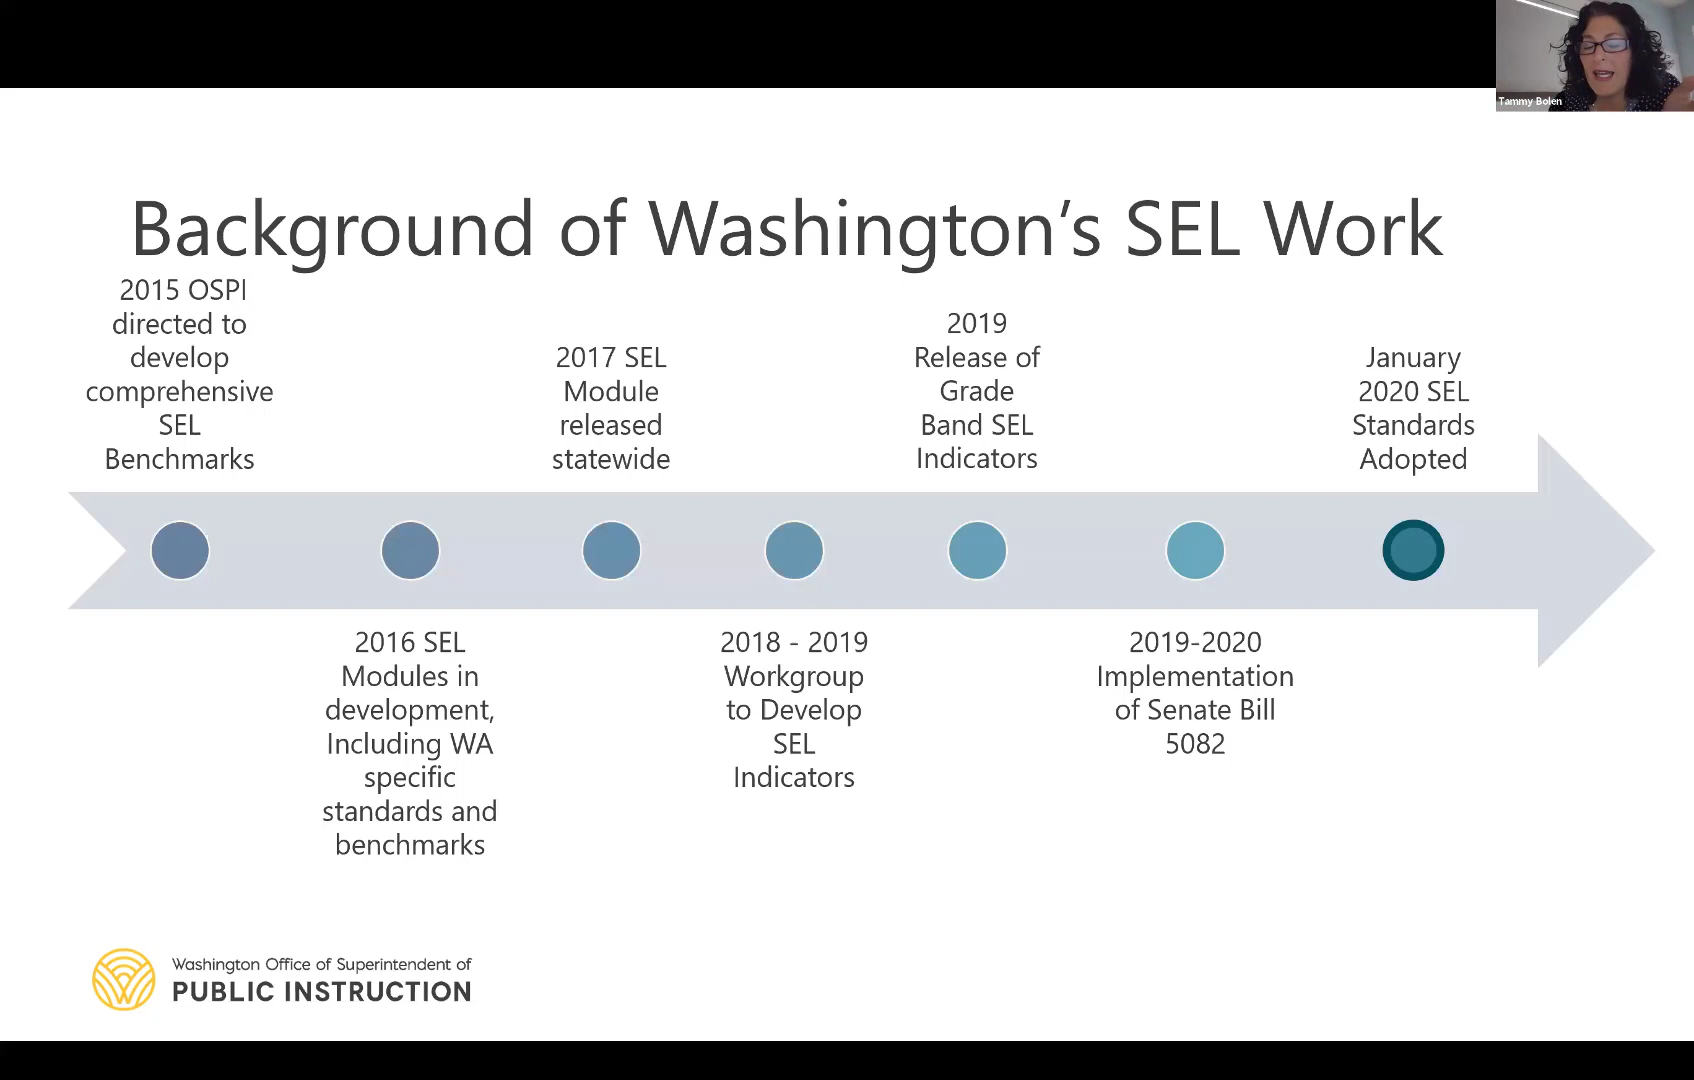 Tammy Bolen
Background of Washington's SEL Work
2015 OSPI
directed to
develop
comprehensive
SEL
Benchmarks
2016 SEL
Modules in
development,
Including WA
specific
standards and
benchmarks
2017 SEL
Module
released
statewide
2018 - 2019
Workgroup
to Develop
SEL
Indicators
2019
Release of
Grade
Band SEL
Indicators
2019-2020
Implementation
of Senate Bill
5082
January
2020 SEL
Standards
Adopted
Washington Office of Superintendent of
PUBLIC INSTRUCTION